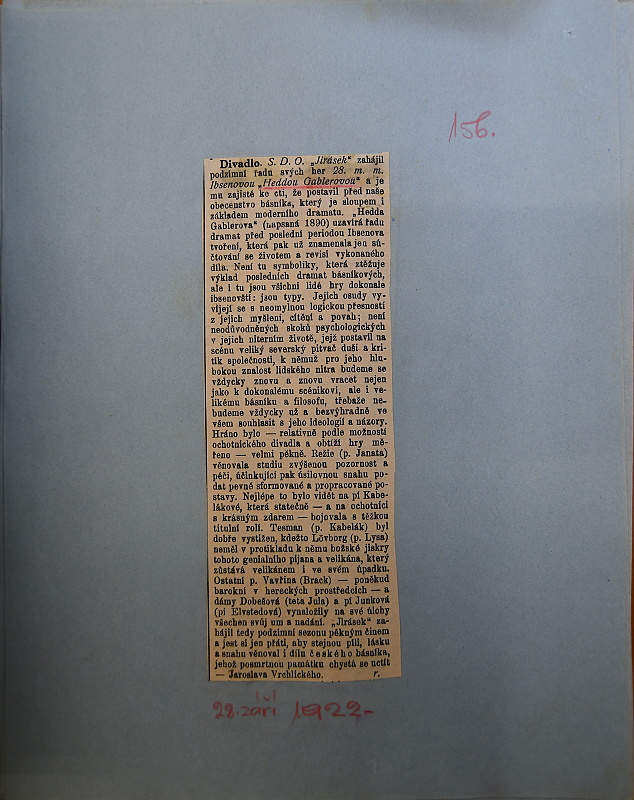 156.
Divadlo. S. D. O. „Jirásek“ zahájil
podzimní řadu svých her 28. m. m.
Ibsenovou „Heddou Gablerovou“ a je
mu zajisté ke cti, že postavil před naše
obecenstvo básníka, který je sloupem i
základem moderního dramatu. „Hedda
Gablerova“ (napsaná 1890) uzavírá řadu
dramat před poslední periodou Ibsenova
tvoření, která pak už znamenala jen sú-
čtování se životem a revisi vykonaného
díla. Není tu symboliky, která ztěžuje
výklad posledních dramat básníkových,
ale i tu jsou všichni lidé hry dokonale
ibsenovští: jsou typy. Jejich osudy vy-
víjejí se s neomylnou logickou přesností
z jejich myšlení, cítění a povah; není
neodůvodněných skoků psychologických
v jejich niterním životě, jejž postavil na
scénu veliký severský pitvač duší a kri-
tik společnosti, k němuž pro jeho hlu-
bokou znalost lidského nitra budeme se
vždycky znovu a znovu vracet nejen
jako k dokonalému scénikovi, ale i ve-
likému básníku a filosofu, třebaže ne-
budeme vždycky už a bezvýhradně ve
všem souhlasit s jeho ideologií a názory.
Hráno bylo — relativně podle možností
ochotnického divadla a obtíží hry mě-
řeno — velmi pěkně. Režie (p. Janata)
věnovala studiu zvýšenou pozornost a
péči, účinkující pak úsilovnou snahu po-
dat pevně sformované a propracované po-
stavy. Nejlépe to bylo vidět na pí Kabe-
lákové, která statečně — a na ochotníci
s krásným zdarem — bojovala s těžkou
titulní rolí. Tesman (p. Kabelák) byl
dobře vystižen, kdežto Lövborg (p. Lysa)
neměl v protikladu k němu božské jiskry
tohoto genialního pijana a velikána, který
zůstává velikánem i ve svém úpadku.
Ostatní p. Vavřina (Brack) — poněkud
barokní v hereckých prostředcích — a
dámy Dobešová (teta Jula) a pí Junková
(pí Elvstedová) vynaložily na své úlohy
všechen svůj um a nadání. „Jirásek“ za-
hájil tedy podzimní sezonu pěkným činem
a jest si jen přáti, aby stejnou píli, lásku
a snahu věnoval i dílu českého básníka,
jehož posmrtnou památku chystá se uctít
— Jaroslava Vrchlického. r.
28. září 1922-